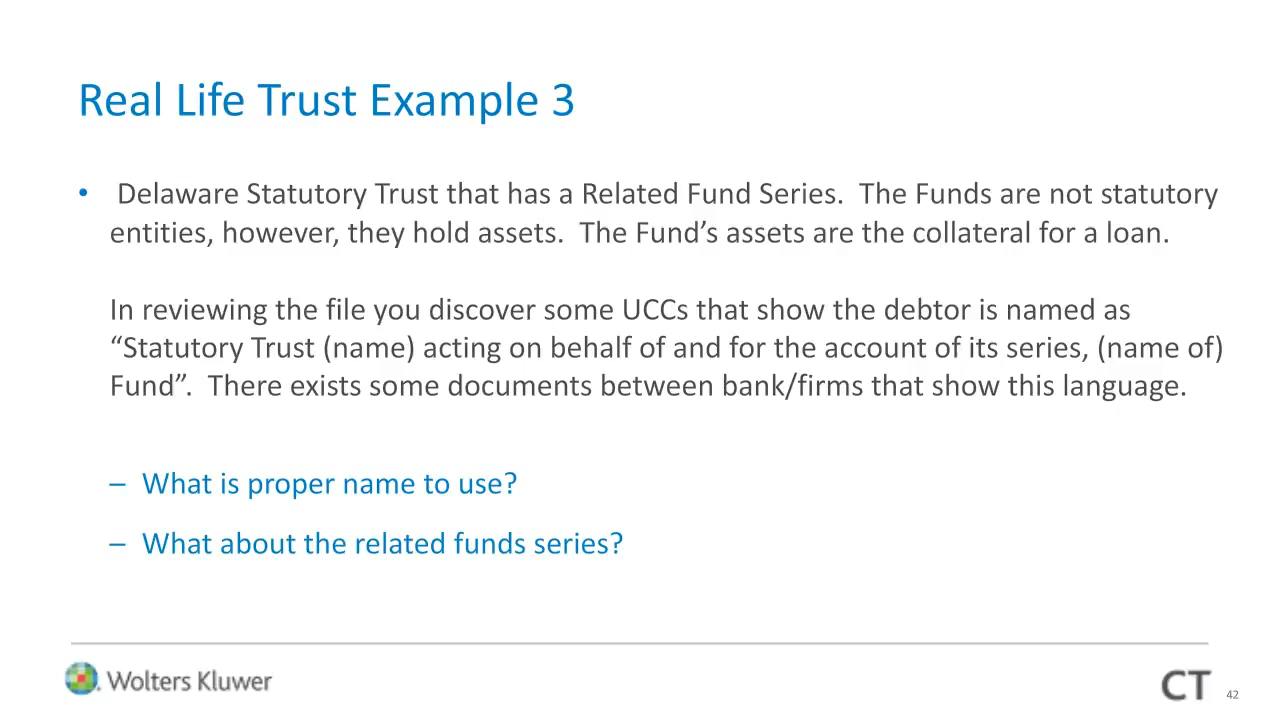 Real Life Trust Example 3
• Delaware Statutory Trust that has a Related Fund Series. The Funds are not statutory
entities, however, they hold assets. The Fund’s assets are the collateral for a loan.
In reviewing the file you discover some UCCs that show the debtor is named as
“Statutory Trust (name) acting on behalf of and for the account of its series, (name of)
Fund”. There exists some documents between bank/firms that show this language.
– What is proper name to use?
– What about the related funds series?
Wolters Kluwer
CT
42